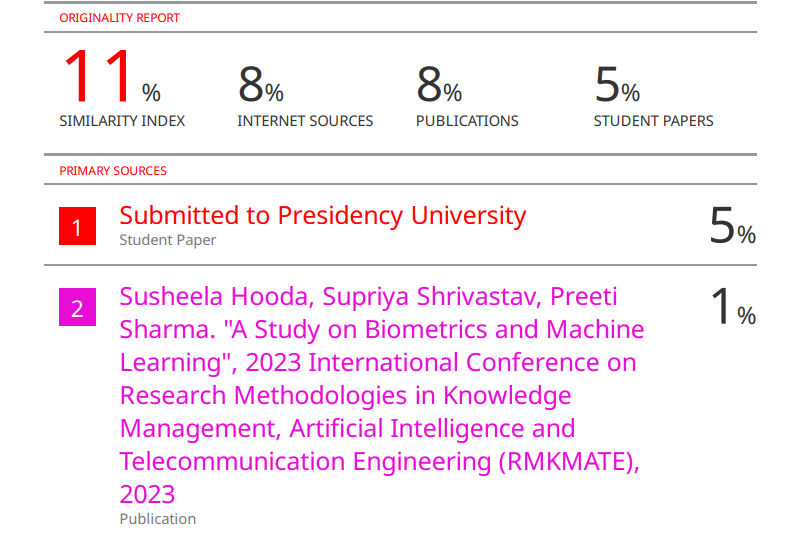 ORIGINALITY REPORT
11%
8%
8%
5%
SIMILARITY INDEX
INTERNET SOURCES
PUBLICATIONS
STUDENT PAPERS
PRIMARY SOURCES
1 Submitted to Presidency University 5%
Student Paper
2 Susheela Hooda, Supriya Shrivastav, Preeti 1%
Sharma. "A Study on Biometrics and Machine
Learning", 2023 International Conference on
Research Methodologies in Knowledge
Management, Artificial Intelligence and
Telecommunication Engineering (RMKMATE),
2023
Publication